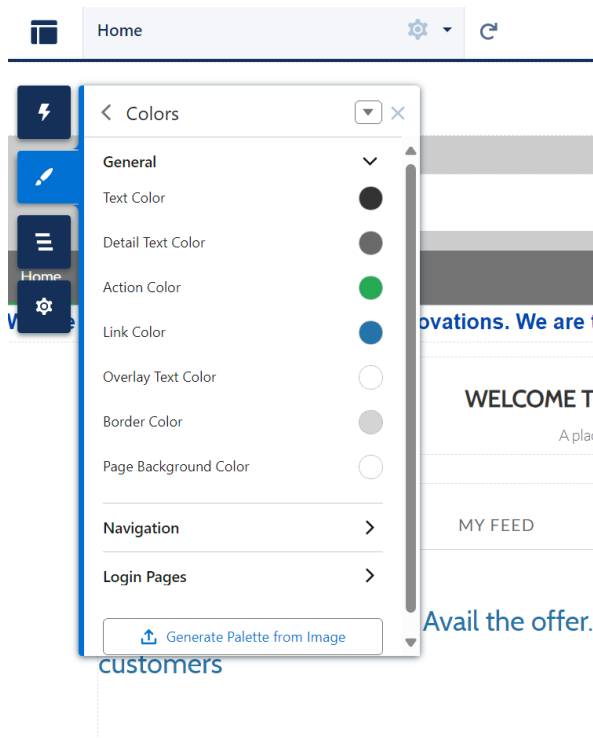 Home
Colors
General
Text Color
Detail Text Color
Action Color
Home
Link Color
ovations. We are
Overlay Text Color
WELCOME T
Border Color
A plac
Page Background Color
Navigation
MY FEED
Login Pages
Avail the offer.
Generate Palette from Image
customers